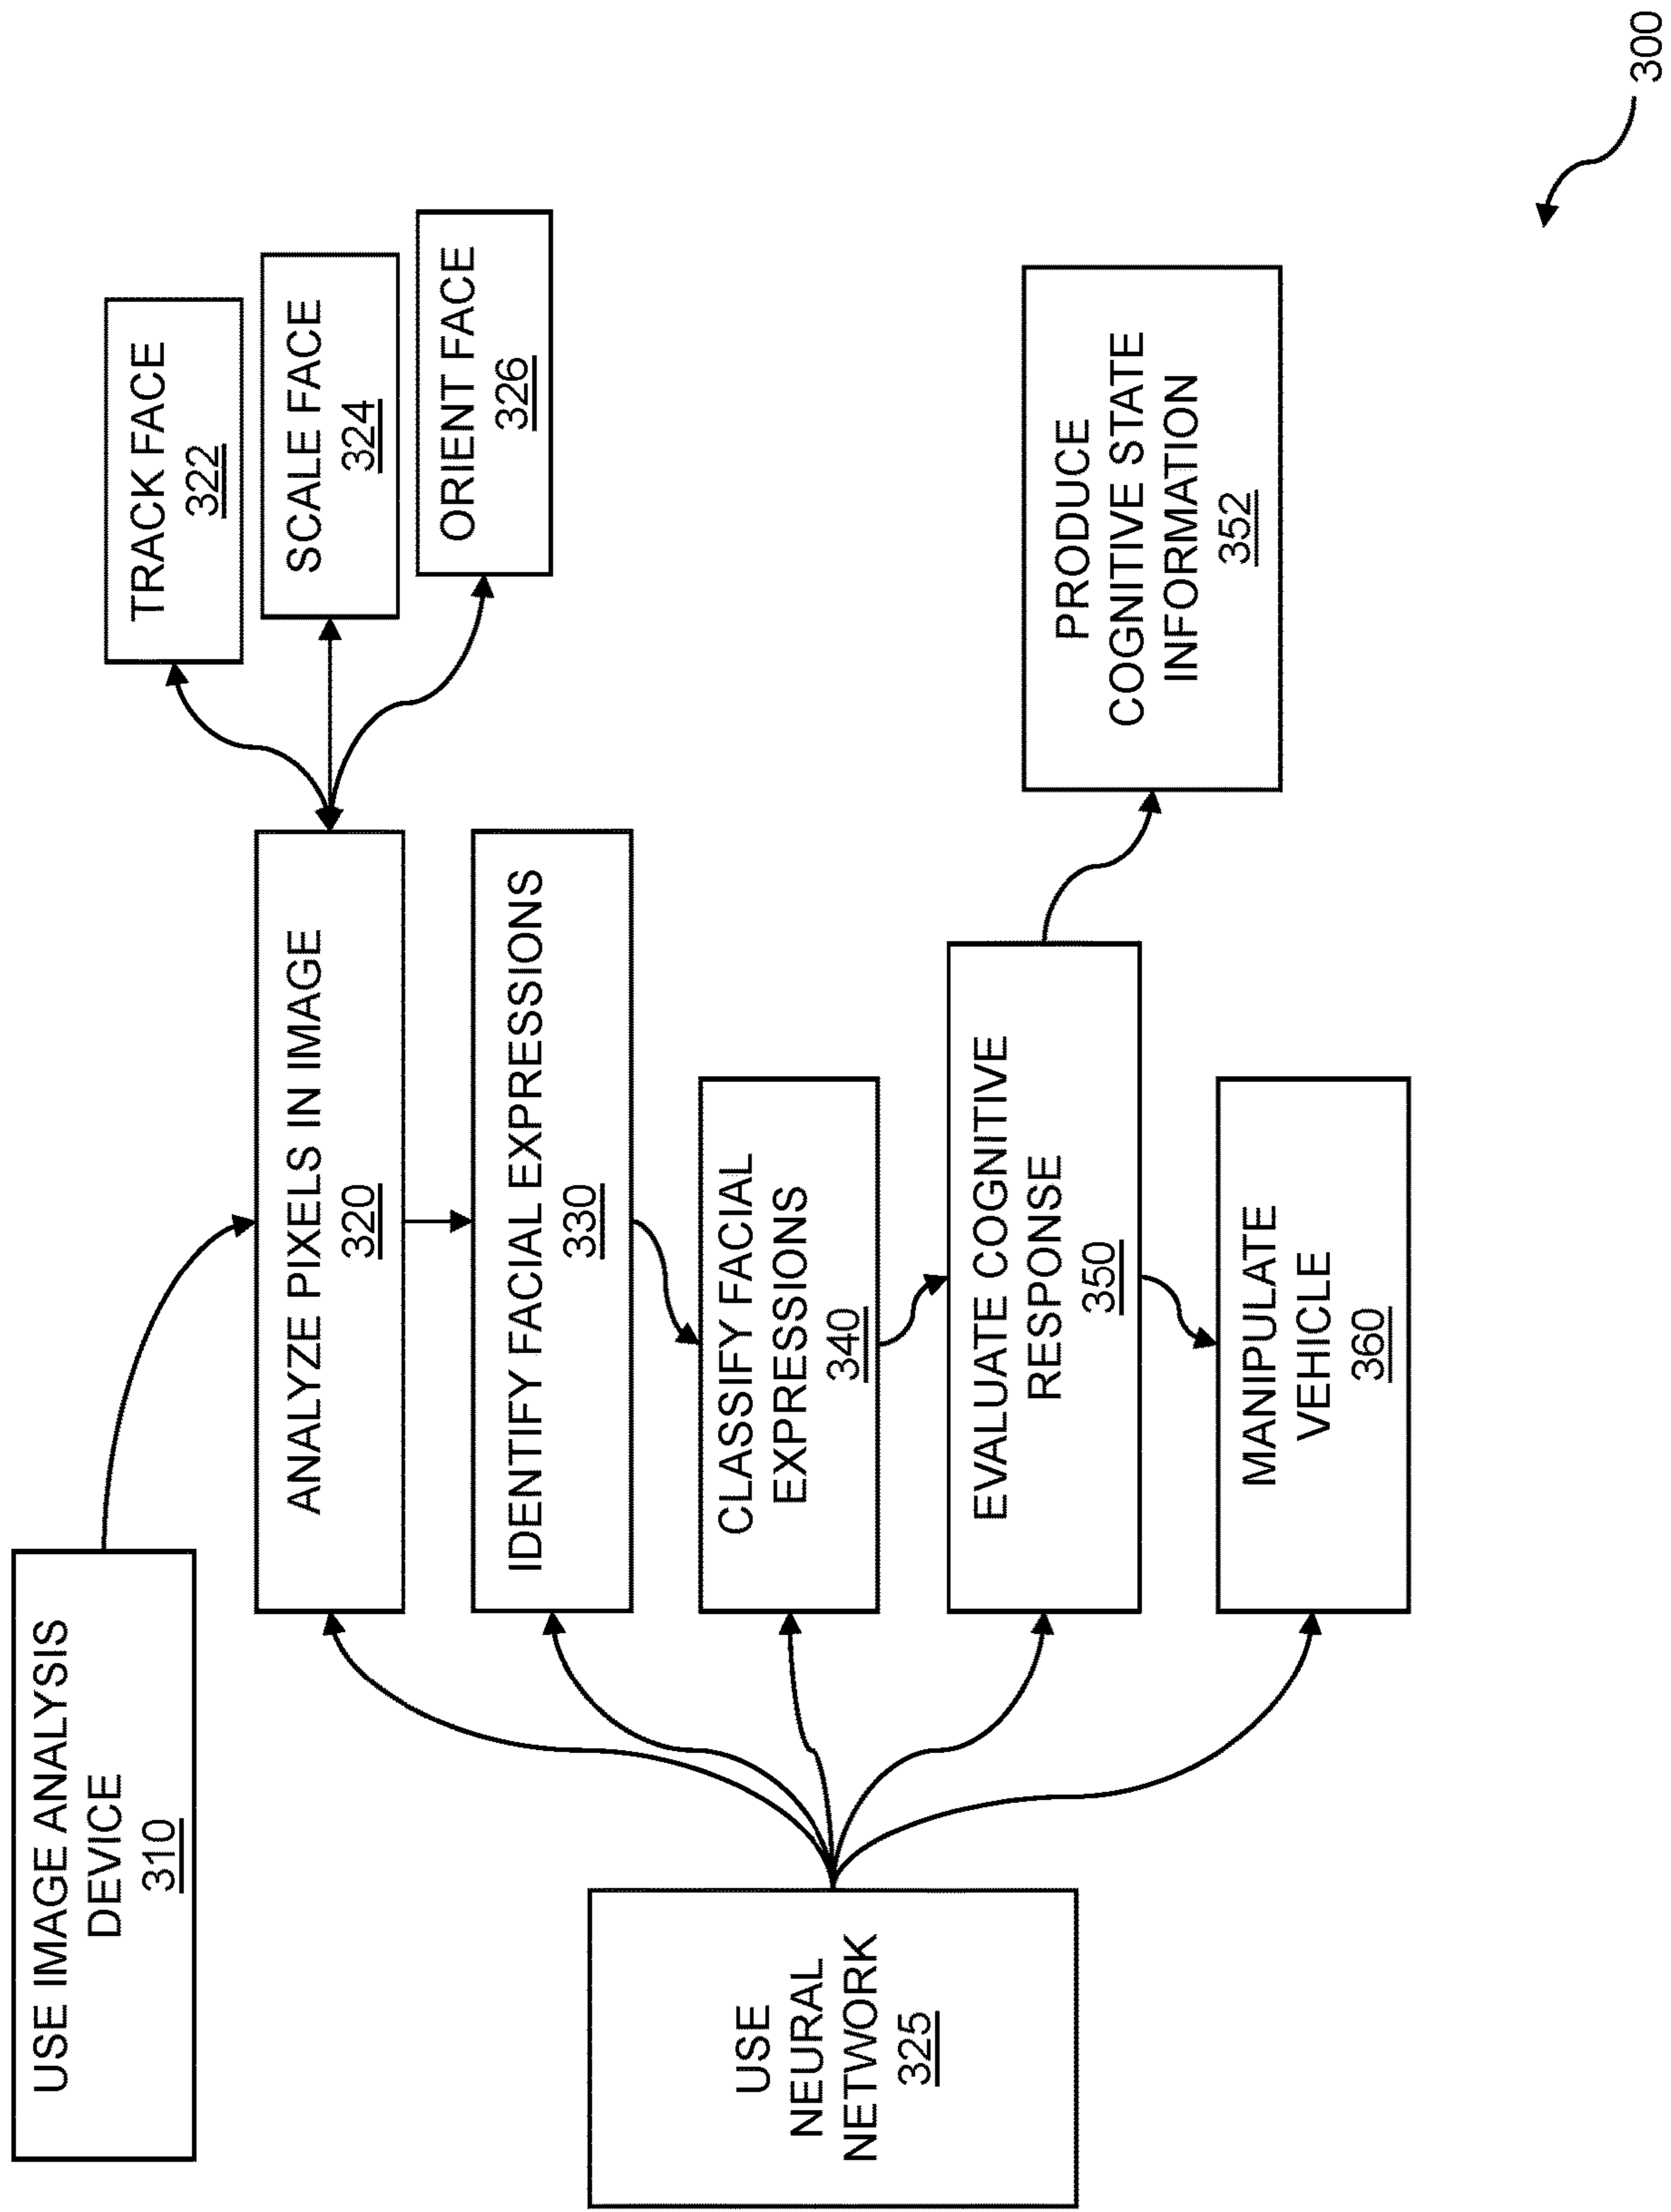 USE IMAGE ANALYSIS
DEVICE
310
ANALYZE PIXELS IN IMAGE
320
TRACK FACE
322
SCALE FACE
324
ORIENT FACE
326
IDENTIFY FACIAL EXPRESSIONS
330
CLASSIFY FACIAL
EXPRESSIONS
340
USE
NEURAL
NETWORK
325
EVALUATE COGNITIVE
RESPONSE
350
PRODUCE
COGNITIVE STATE
INFORMATION
352
MANIPULATE
VEHICLE
360
300